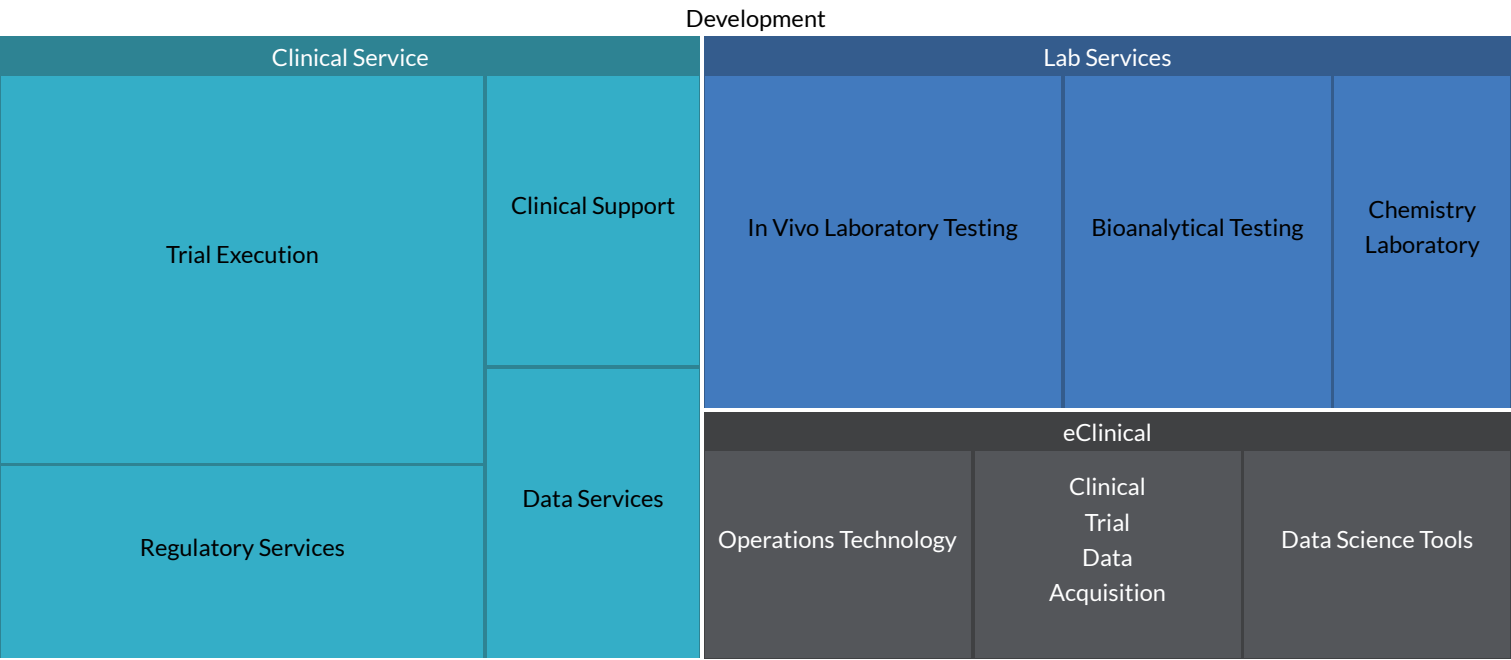 Development
Clinical Service
Trial Execution
Clinical Support
Regulatory Services
Data Services
Lab Services
In Vivo Laboratory Testing
Bioanalytical Testing
Chemistry
Laboratory
eClinical
Operations Technology
Clinical
Trial
Data
Acquisition
Data Science Tools